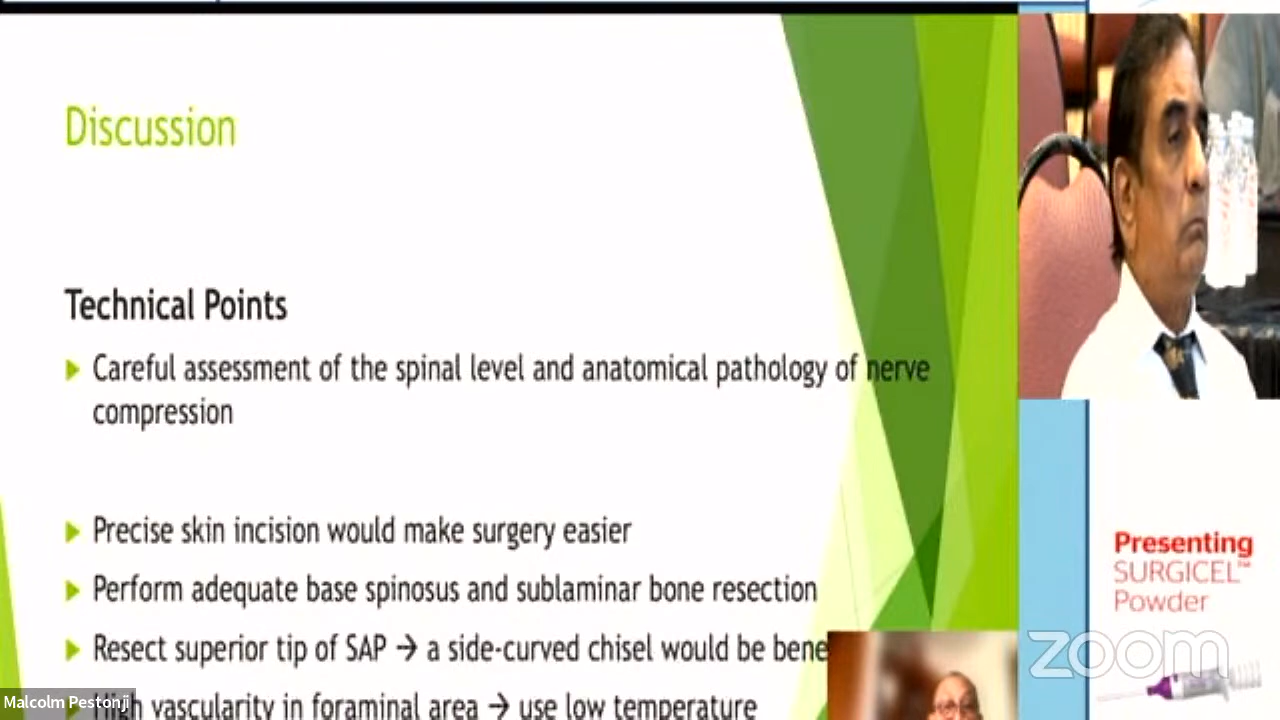 Discussion
Technical Points
Careful assessment of the spinal level and anatomical pathology of nerve
compression
Precise skin incision would make surgery easier
Perform adequate base spinosus and sublaminar bone resection
Resect superior tip of SAP → a side-curved chisel would be bene
High vascularity in foraminal area → use low temperature
Malcolm Pestonji
Presenting
SURGICEL™
Powder
zoom